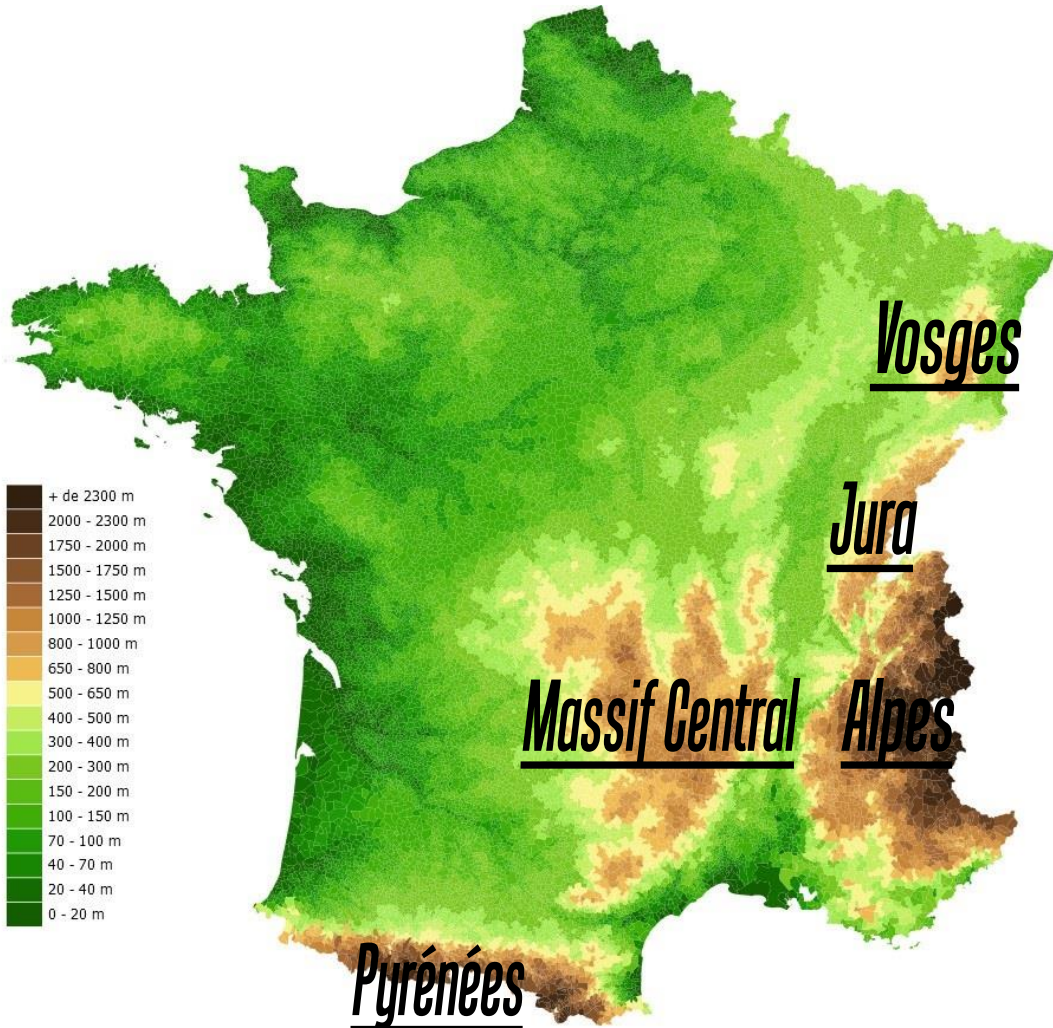 Vosges
Jura
Massif Central
Alpes
Pyrénées
+ de 2300 m
2000 - 2300 m
1750 - 2000 m
1500 - 1750 m
1250 - 1500 m
1000 - 1250 m
800 - 1000 m
650 - 800 m
500 - 650 m
400 - 500 m
300 - 400 m
200 - 300 m
150 - 200 m
100 - 150 m
70 - 100 m
40 - 70 m
20 - 40 m
0 - 20 m